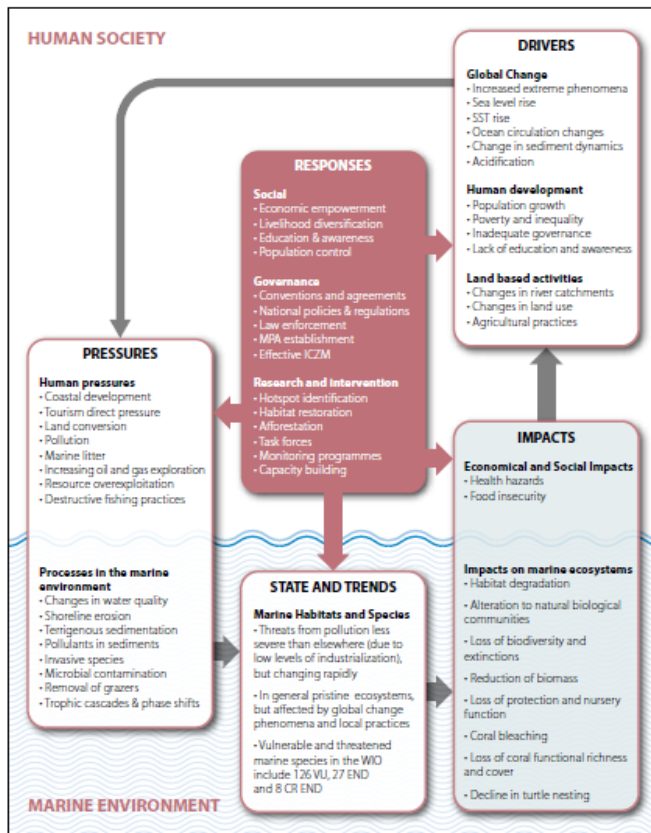 HUMAN SOCIETY
DRIVERS
Global Change
• Increased extreme phenomena
• Sea level rise
• SST rise
• Ocean circulation changes
• Change in sediment dynamics
• Acidification
Human development
• Population growth
• Poverty and inequality
• Inadequate governance
• Lack of education and awareness
Land based activities
• Changes in river catchments
• Changes in land use
• Agricultural practices
RESPONSES
Social
• Economic empowerment
• Livelihood diversification
• Education & awareness
• Population control
Governance
• Conventions and agreements
• National policies & regulations
• Law enforcement
• MPA establishment
• Effective ICZM
Research and intervention
• Hotspot identification
• Habitat restoration
• Afforestation
• Task forces
• Monitoring programmes
• Capacity building
PRESSURES
Human pressures
• Coastal development
• Tourism direct pressure
• Land conversion
• Pollution
• Marine litter
• Increasing oil and gas exploration
• Resource overexploitation
• Destructive fishing practices
Processes in the marine
environment
• Changes in water quality
• Shoreline erosion
• Terrigenous sedimentation
• Pollutants in sediments
• Invasive species
• Microbial contamination
• Removal of grazers
• Trophic cascades & phase shifts
STATE AND TRENDS
Marine Habitats and Species
• Threats from pollution less
severe than elsewhere (due to
low levels of industrialization),
but changing rapidly
• In general pristine ecosystems,
but affected by global change
phenomena and local practices
• Vulnerable and threatened
marine species in the WIO
include 126 VU, 27 END
and 8 CR END
IMPACTS
Economical and Social Impacts
• Health hazards
• Food insecurity
Impacts on marine ecosystems
• Habitat degradation
• Alteration to natural biological
communities
• Loss of biodiversity and
extinctions
• Reduction of biomass
• Loss of protection and nursery
function
• Coral bleaching
• Loss of coral functional richness
and cover
• Decline in turtle nesting
MARINE ENVIRONMENT